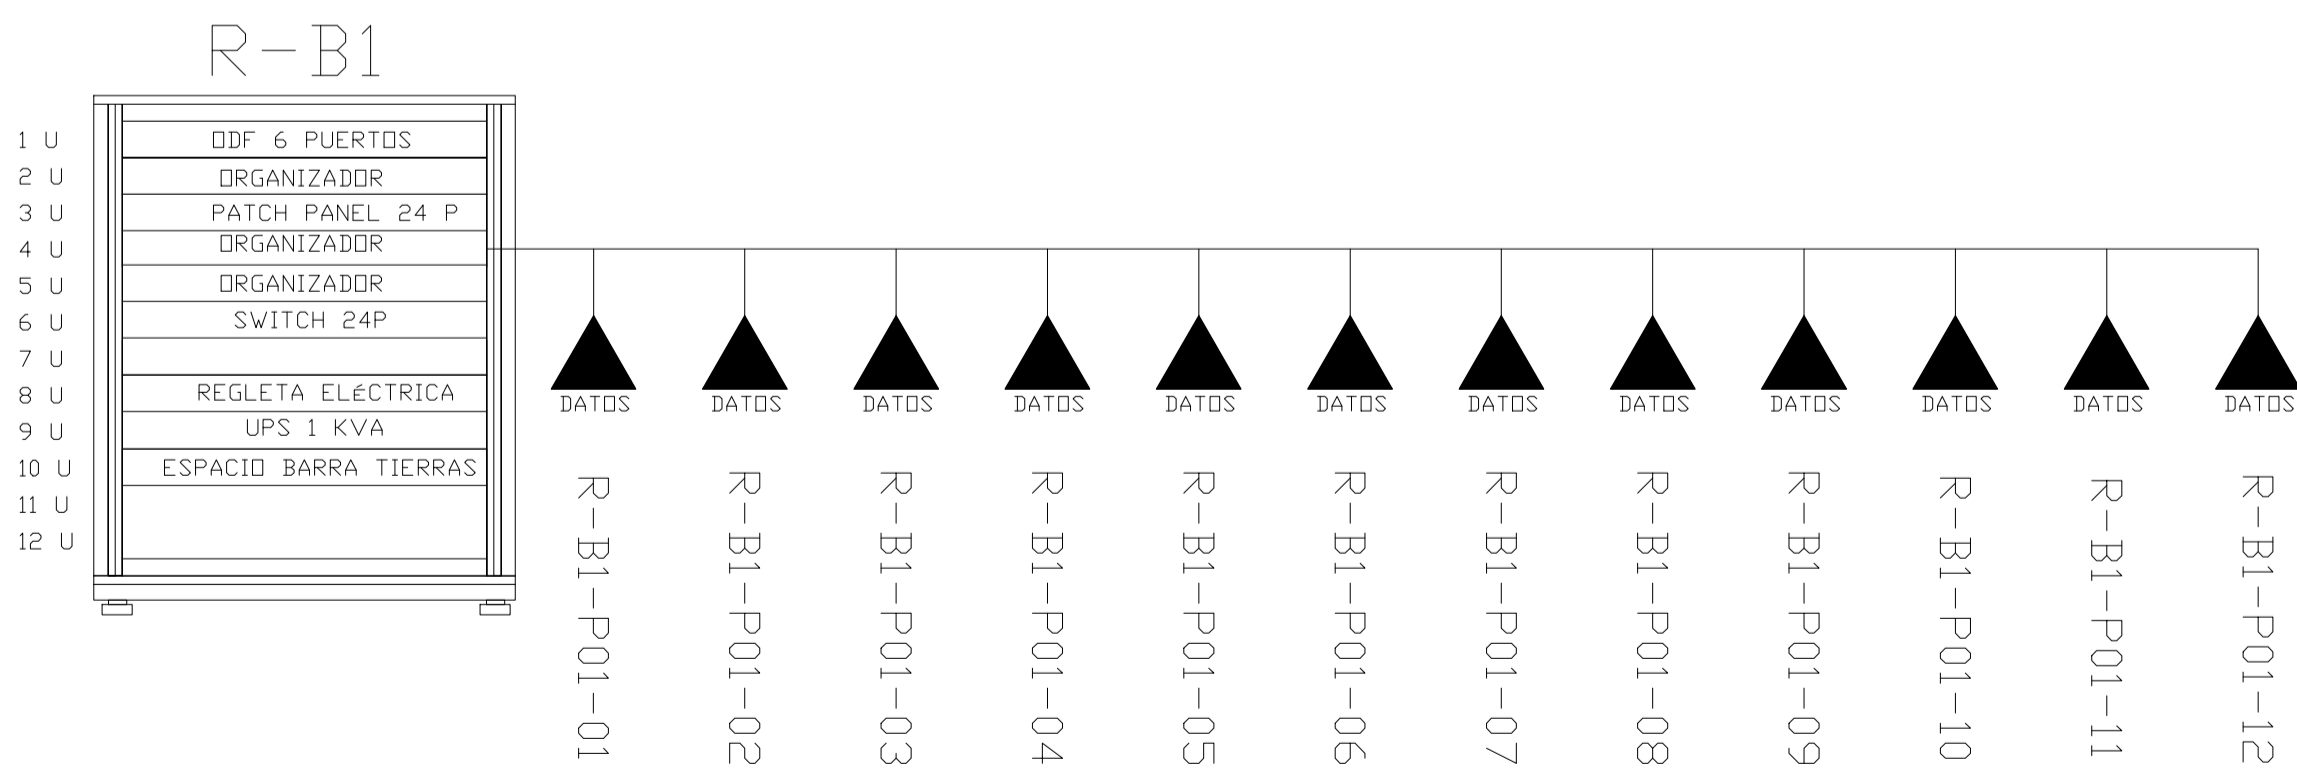 R-B1
1 U ODF 6 PUERTOS
2 U ORGANIZADOR
3 U PATCH PANEL 24 P
4 U ORGANIZADOR
5 U ORGANIZADOR
6 U SWITCH 24P
7 U
8 U REGLETA ELéCTRICA
9 U UPS 1 KVA
10 U ESPACIO BARRA TIERRAS
11 U
12 U
DATOS
DATOS
DATOS
DATOS
DATOS
DATOS
DATOS
DATOS
DATOS
DATOS
DATOS
DATOS
R-B1-P01-01
R-B1-P01-02
R-B1-P01-03
R-B1-P01-04
R-B1-P01-05
R-B1-P01-06
R-B1-P01-07
R-B1-P01-08
R-B1-P01-09
R-B1-P01-10
R-B1-P01-11
R-B1-P01-12